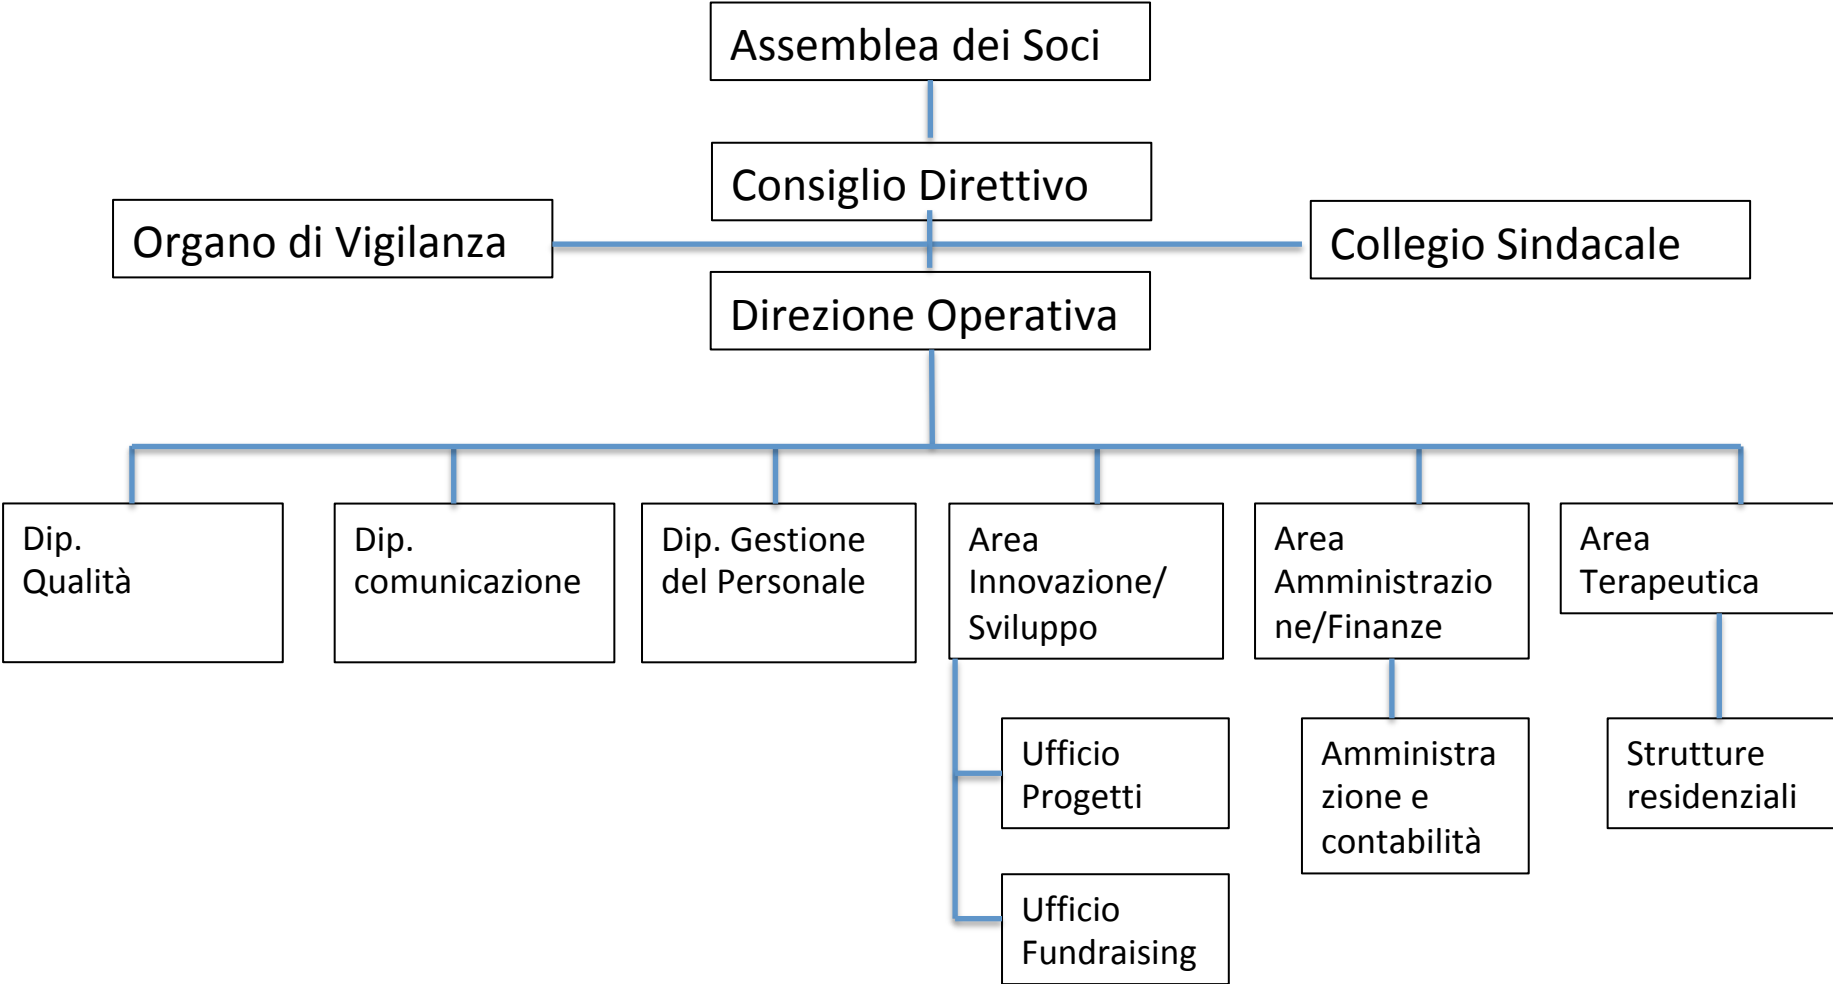 Assemblea dei Soci
Consiglio Direttivo
Organo di Vigilanza
Collegio Sindacale
Direzione Operativa
Dip.
Qualità
Dip.
comunicazione
Dip. Gestione
del Personale
Area
Innovazione/
Sviluppo
Area
Amministrazio
ne/Finanze
Area
Terapeutica
Ufficio
Progetti
Amministra
zione e
contabilità
Strutture
residenziali
Ufficio
Fundraising